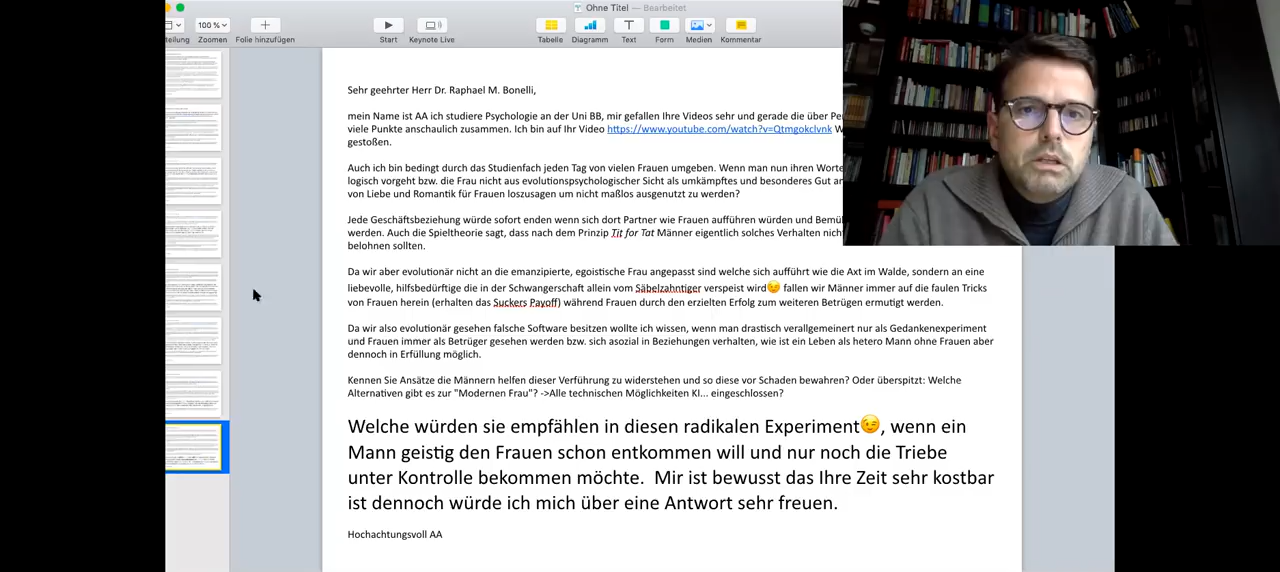 Ohne Titel — Bearbeitet
100 %
teilung Zoomen Folie hinzufügen Start Keynote Live Tabelle Diagramm Text Form Medien Kommentar
Sehr geehrter Herr Dr. Raphael M. Bonelli,
mein Name ist AA ich studiere Psychologie an der Uni BB, mir gefallen Ihre Videos sehr und gerade die über
viele Punkte anschaulich zusammen. Ich bin auf Ihr Video https://www.youtube.com/watch?v=Qtmgokclvnk
gestoßen.
Auch ich bin bedingt durch das Studienfach jeden Tag von vielen Frauen umgeben. Wenn man nun ihren
logisch vorgeht bzw. die Frau nicht aus evolutionspsychologischer Sicht als umkämpftes und besonderes Gut
von Liebe und Romantik für Frauen loszusagen um nicht maßlos ausgenutzt zu werden?
Jede Geschäftsbeziehung würde sofort enden wenn sich die Partner wie Frauen aufführen würden und
werden. Auch die Spieltheorie sagt, dass nach dem Prinzip Tit for Tat Männer eigentlich solches Verhalten
belohnen sollten.
Da wir aber evolutionär nicht an die emanzipierte, egoistische Frau angepasst sind welche sich aufführt wie die Axt im Walde, sondern an eine
liebevolle, hilfsbedürftige die in der Schwangerschaft allein vom Säbelzahntiger verspeist wird😉 fallen wir Männer immer auf die faulen Tricks
von Frauen herein (erhalten das Suckers Payoff) während Frauen durch den erzielten Erfolg zum weiteren Betrügen ermutigt werden.
Da wir also evolutionär gesehen falsche Software besitzen wollte ich wissen, wenn man drastisch verallgemeinert nur als Gedankenexperiment
und Frauen immer als Betrüger gesehen werden bzw. sich asozial in Beziehungen verhalten, wie ist ein Leben als hetero Mann ohne Frauen aber
dennoch in Erfüllung möglich.
Kennen Sie Ansätze die Männern helfen dieser Verführung zu widerstehen und so diese vor Schaden bewahren? Oder überspitzt: Welche
Alternativen gibt es zur "Modernen Frau"? ->Alle technischen Möglichkeiten KI... eingeschlossen?
Welche würden sie empfählen in diesen radikalen Experiment😉, wenn ein
Mann geistig den Frauen schon entkommen will und nur noch die Triebe
unter Kontrolle bekommen möchte. Mir ist bewusst das Ihre Zeit sehr kostbar
ist dennoch würde ich mich über eine Antwort sehr freuen.
Hochachtungsvoll AA